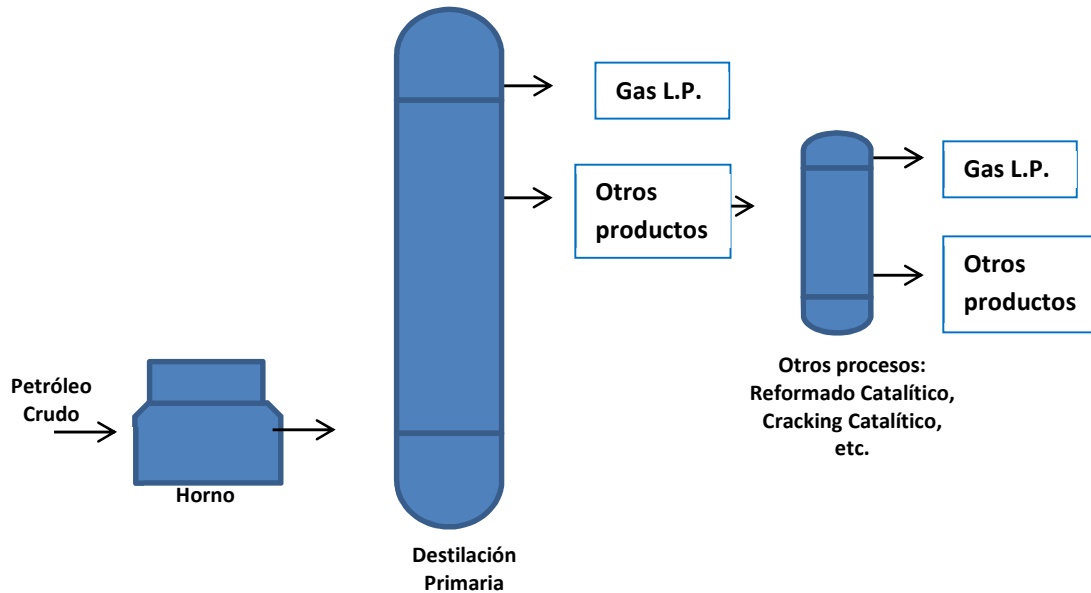 Petróleo
Crudo
Horno
Destilación
Primaria
Gas L.P.
Otros
productos
Otros procesos:
Reformado Catalítico,
Cracking Catalítico,
etc.
Gas L.P.
Otros
productos